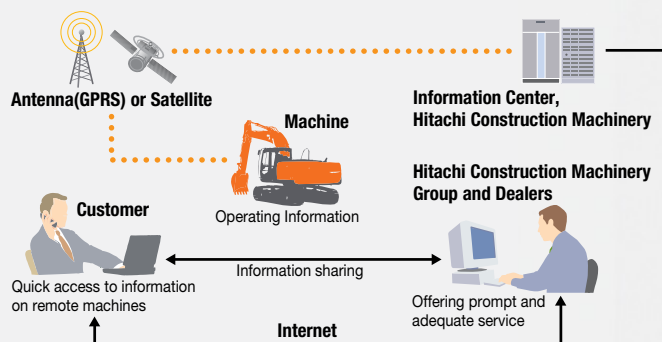 Antenna(GPRS) or Satellite
Information Center,
Hitachi Construction Machinery
Machine
Operating Information
Hitachi Construction Machinery
Group and Dealers
Customer
Information sharing
Quick access to information
on remote machines
Offering prompt and
adequate service
Internet